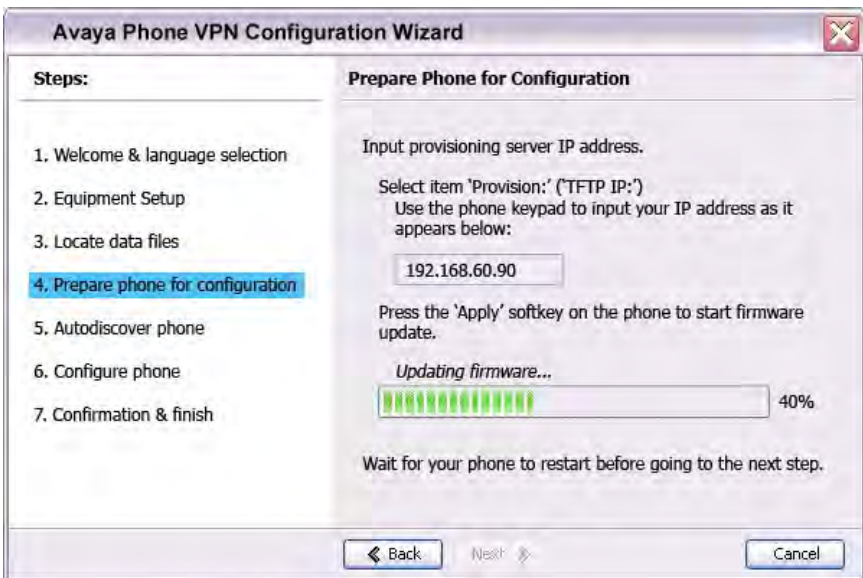 Avaya Phone VPN Configuration Wizard
Steps:
1. Welcome & language selection
2. Equipment Setup
3. Locate data files
4. Prepare phone for configuration
5. Autodiscover phone
6. Configure phone
7. Confirmation & finish
Prepare Phone for Configuration
Input provisioning server IP address.
Select item 'Provision:' ('TFTP IP:')
Use the phone keypad to input your IP address as it
appears below:
192.168.60.90
Press the 'Apply' softkey on the phone to start firmware
update.
Updating firmware...
40%
Wait for your phone to restart before going to the next step.
Back
Next
Cancel